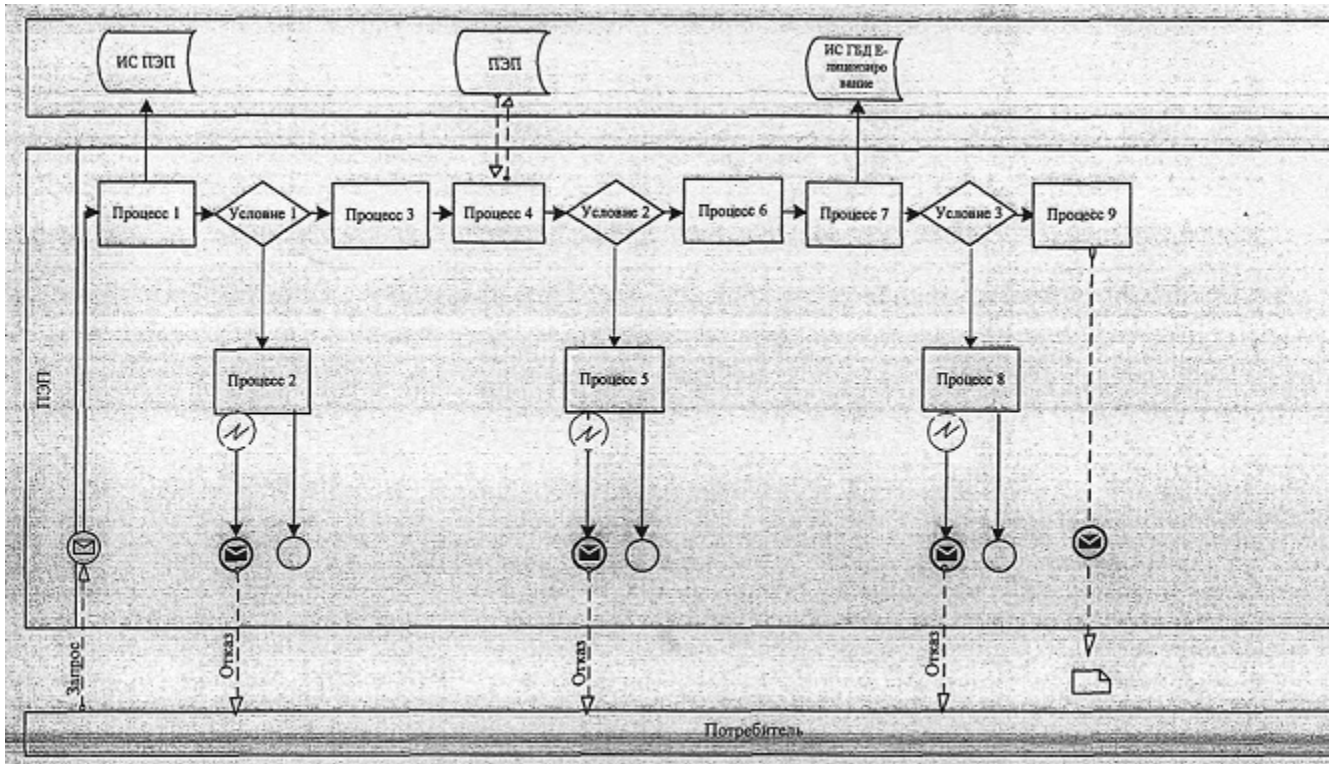 ИС ПЭП
ПЭП
ИС ГБД Е-
лицензиро
вание
Процесс 1
Условие 1
Процесс 3
Процесс 4
Условие 2
Процесс 6
Процесс 7
Условие 3
Процесс 9
Процесс 2
Процесс 5
Процесс 8
ПЭП
Запрос
Отказ
Отказ
Отказ
Потребитель